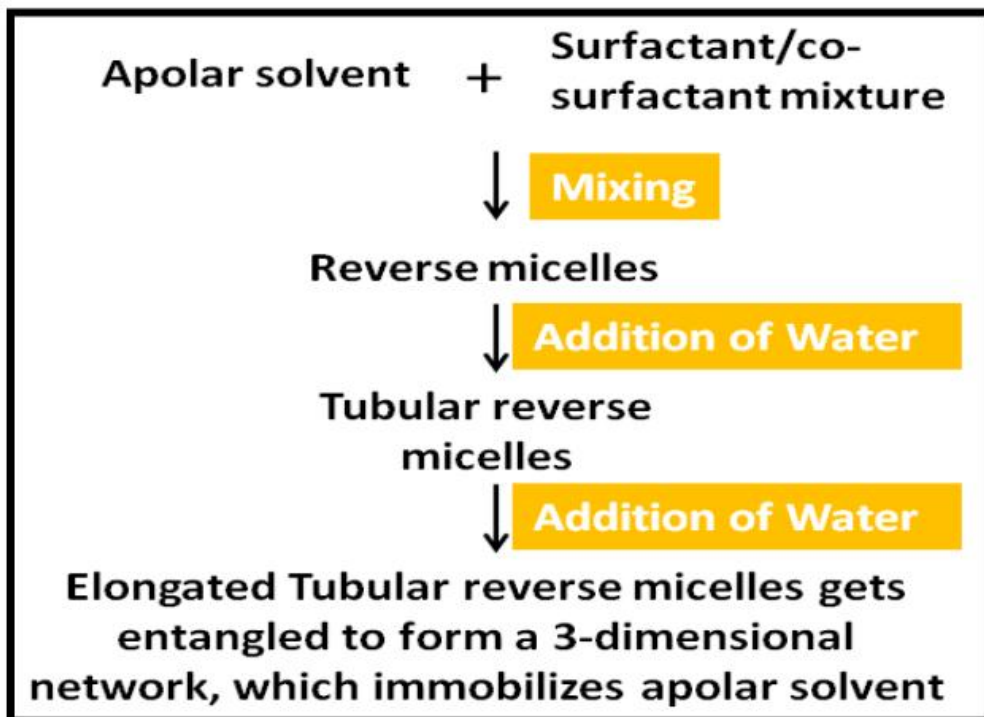 Apolar solvent + Surfactant/co-
surfactant mixture
Mixing
Reverse micelles
Addition of Water
Tubular reverse
micelles
Addition of Water
Elongated Tubular reverse micelles gets
entangled to form a 3-dimensional
network, which immobilizes apolar solvent